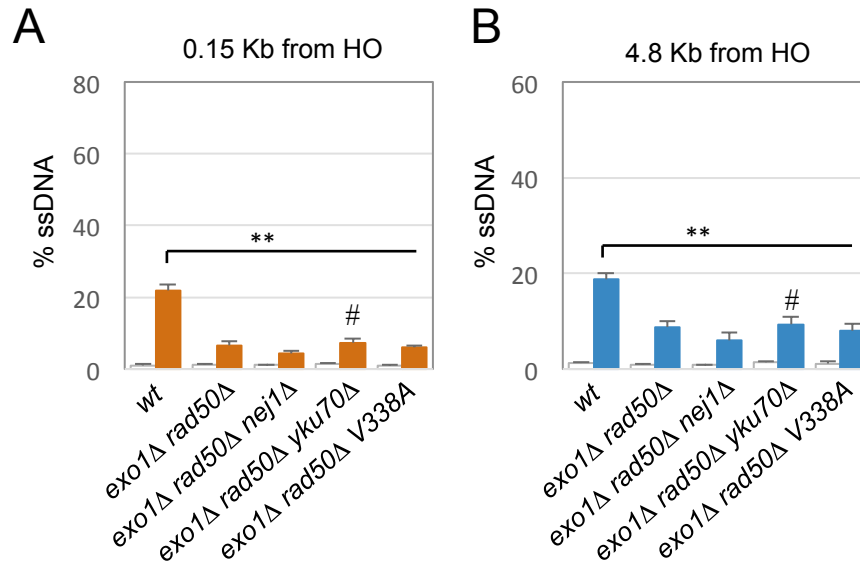 A
0.15 Kb from HO
% ssDNA
80
60
40
20
0
**
#
wt
exo1Δ rad50Δ
exo1Δ rad50Δ nej1Δ
exo1Δ rad50Δ yku70Δ
exo1Δ rad50Δ V338A
B
4.8 Kb from HO
% ssDNA
60
40
20
0
**
#
wt
exo1Δ rad50Δ
exo1Δ rad50Δ nej1Δ
exo1Δ rad50Δ yku70Δ
exo1Δ rad50Δ V338A